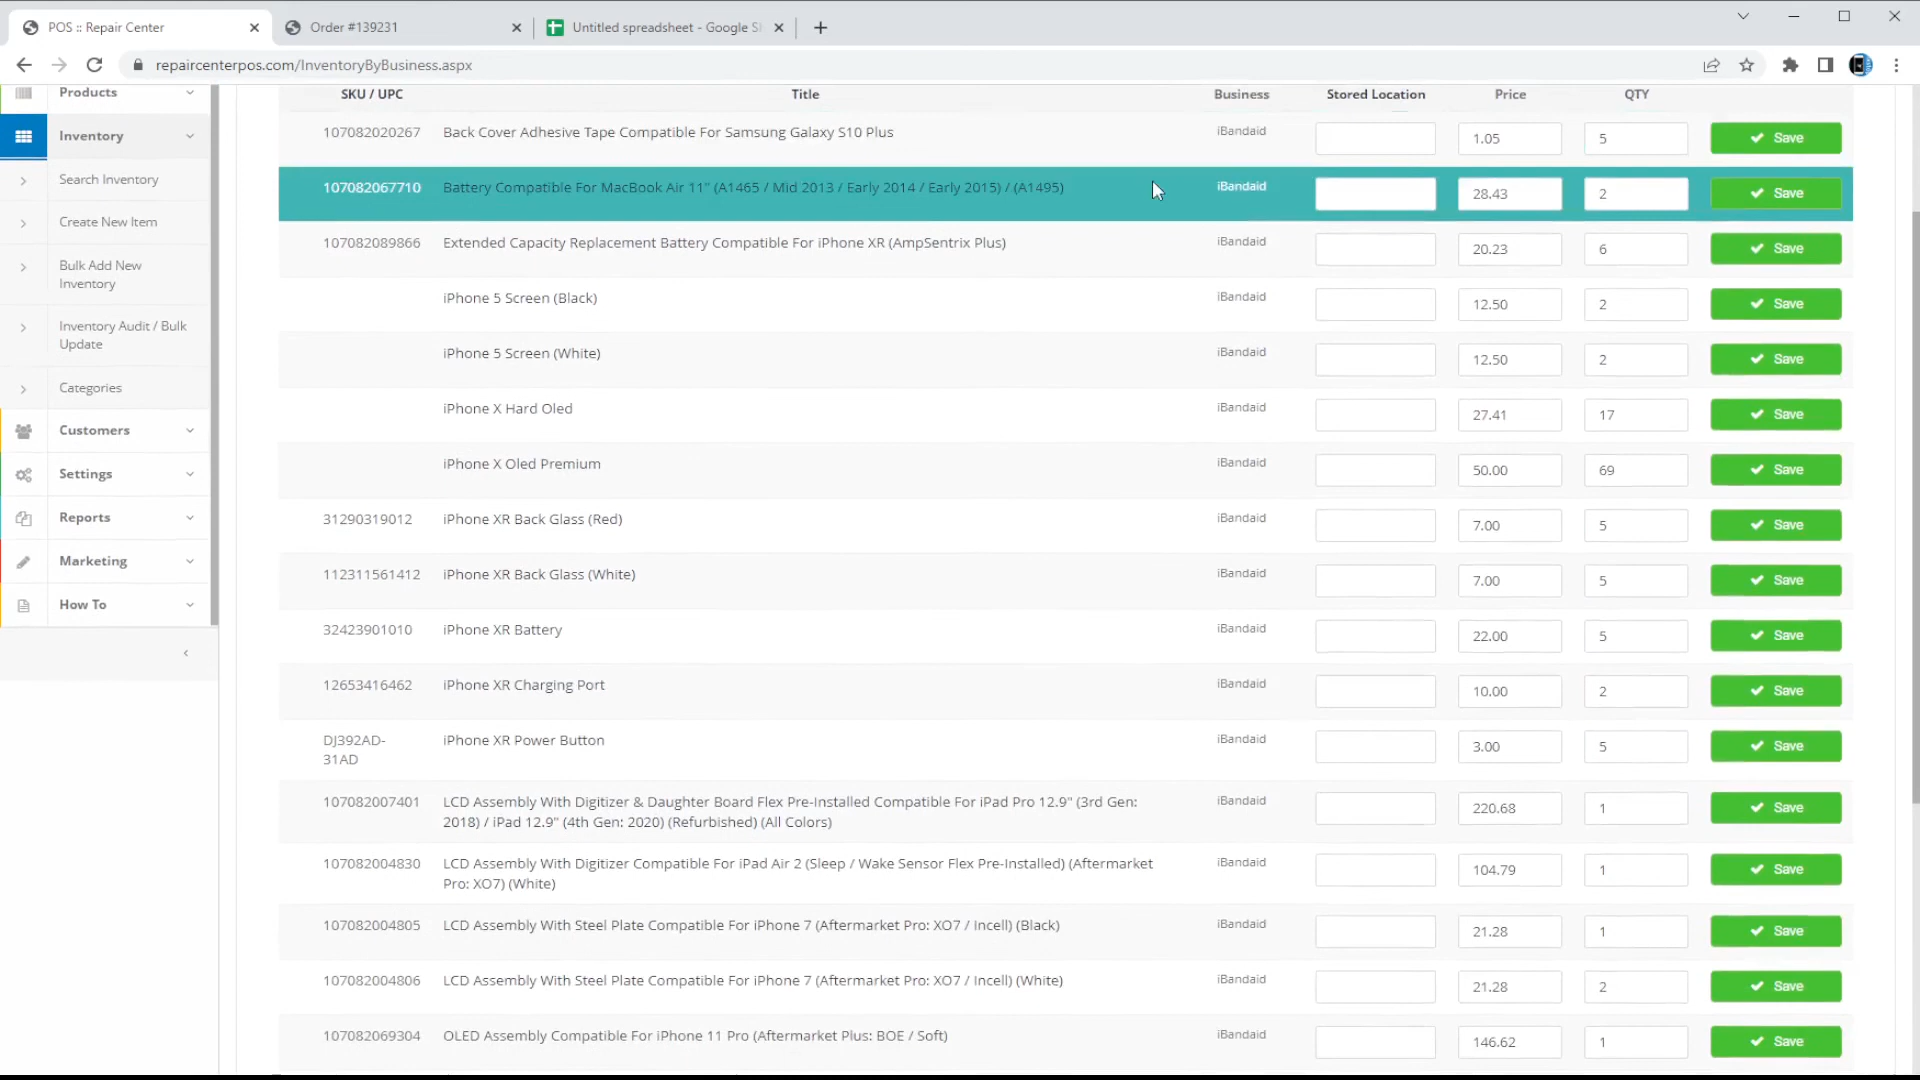 POS :: Repair Center
Order #139231
Untitled spreadsheet - Google S
repaircenterpos.com/InventoryByBusiness.aspx
Products
Inventory
Search Inventory
Create New Item
Bulk Add New
Inventory
Inventory Audit / Bulk
Update
Categories
Customers
Settings
Reports
Marketing
How To
SKU / UPC Title Business Stored Location Price QTY
107082020267 Back Cover Adhesive Tape Compatible For Samsung Galaxy S10 Plus iBandaid 1.05 5 Save
107082067710 Battery Compatible For MacBook Air 11" (A1465 / Mid 2013 / Early 2014 / Early 2015) / (A1495) iBandaid 28.43 2 Save
107082089866 Extended Capacity Replacement Battery Compatible For iPhone XR (AmpSentrix Plus) iBandaid 20.23 6 Save
iPhone 5 Screen (Black) iBandaid 12.50 2 Save
iPhone 5 Screen (White) iBandaid 12.50 2 Save
iPhone X Hard Oled iBandaid 27.41 17 Save
iPhone X Oled Premium iBandaid 50.00 69 Save
31290319012 iPhone XR Back Glass (Red) iBandaid 7.00 5 Save
112311561412 iPhone XR Back Glass (White) iBandaid 7.00 5 Save
32423901010 iPhone XR Battery iBandaid 22.00 5 Save
12653416462 iPhone XR Charging Port iBandaid 10.00 2 Save
DJ392AD- iPhone XR Power Button iBandaid 3.00 5 Save
31AD
107082007401 LCD Assembly With Digitizer & Daughter Board Flex Pre-Installed Compatible For iPad Pro 12.9" (3rd Gen: iBandaid 220.68 1 Save
2018) / iPad 12.9" (4th Gen: 2020) (Refurbished) (All Colors)
107082004830 LCD Assembly With Digitizer Compatible For iPad Air 2 (Sleep / Wake Sensor Flex Pre-Installed) (Aftermarket iBandaid 104.79 1 Save
Pro: XO7) (White)
107082004805 LCD Assembly With Steel Plate Compatible For iPhone 7 (Aftermarket Pro: XO7 / Incell) (Black) iBandaid 21.28 1 Save
107082004806 LCD Assembly With Steel Plate Compatible For iPhone 7 (Aftermarket Pro: XO7 / Incell) (White) iBandaid 21.28 2 Save
107082069304 OLED Assembly Compatible For iPhone 11 Pro (Aftermarket Plus: BOE / Soft) iBandaid 146.62 1 Save